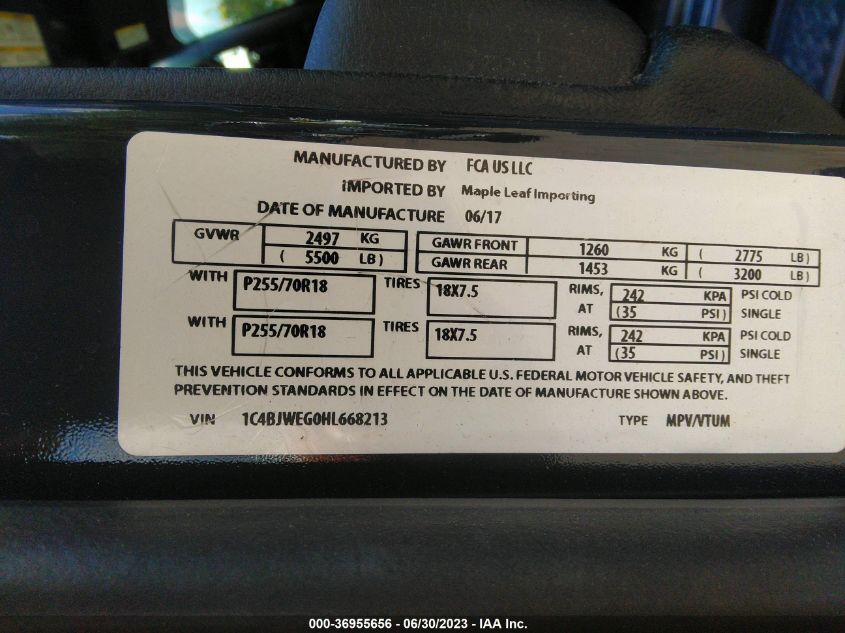 MANUFACTURED BY FCA US LLC
IMPORTED BY Maple Leaf Importing
DATE OF MANUFACTURE 06/17
GVWR 2497 KG GAWR FRONT 1260 KG ( 2775 LB)
( 5500 LB ) GAWR REAR 1453 KG ( 3200 LB)
WITH P255/70R18 TIRES 18X7.5 RIMS, 242 KPA PSI COLD
AT (35 PSI) SINGLE
WITH P255/70R18 TIRES 18X7.5 RIMS, 242 KPA PSI COLD
AT (35 PSI) SINGLE
THIS VEHICLE CONFORMS TO ALL APPLICABLE U.S. FEDERAL MOTOR VEHICLE SAFETY, AND THEFT
PREVENTION STANDARDS IN EFFECT ON THE DATE OF MANUFACTURE SHOWN ABOVE.
VIN 1C4BJWEG0HL668213 TYPE MPV/VTUM
000-36955656 - 06/30/2023 - IAA Inc.